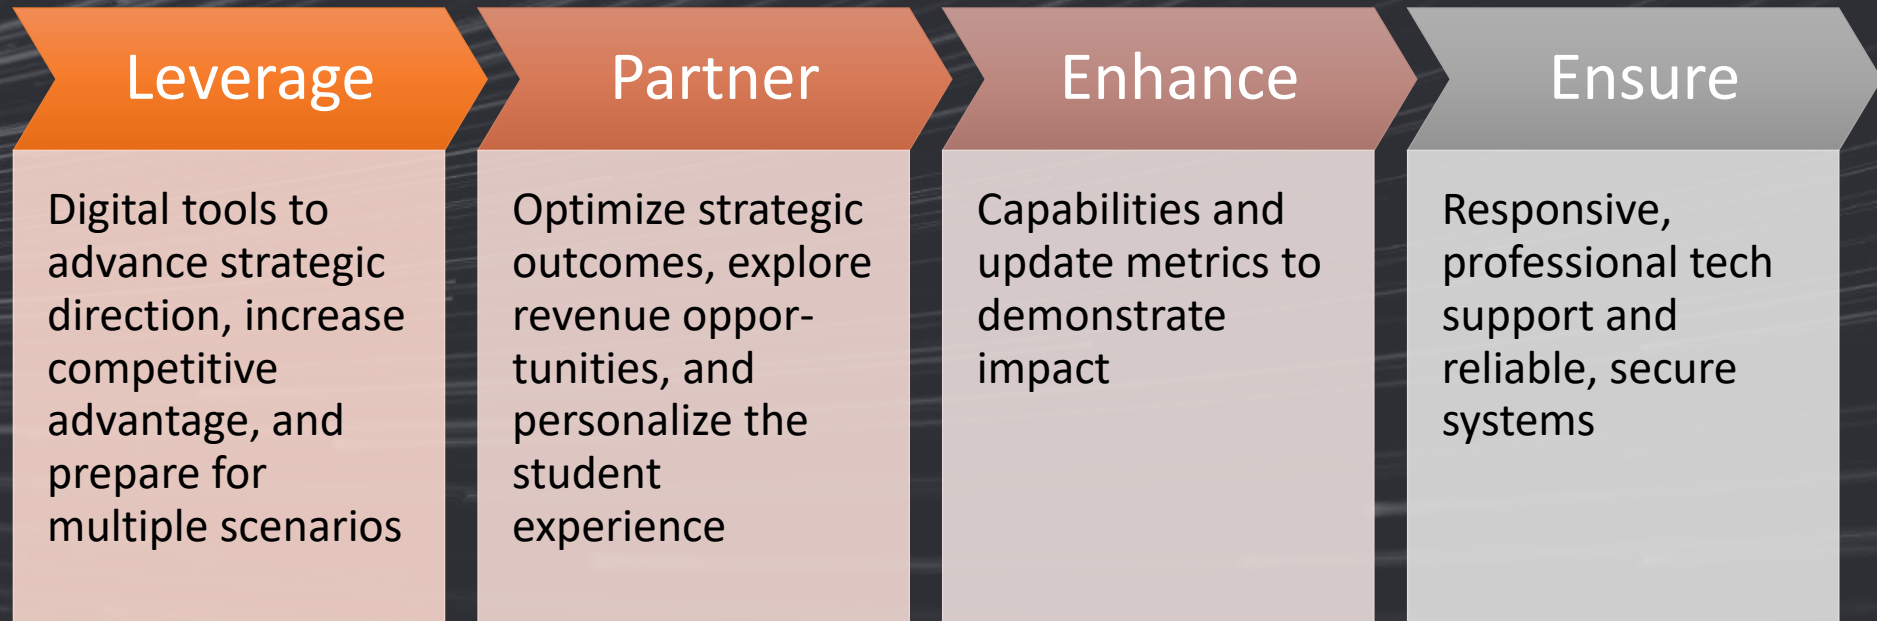 Leverage
Digital tools to
advance strategic
direction, increase
competitive
advantage, and
prepare for
multiple scenarios
Partner
Optimize strategic
outcomes, explore
revenue oppor-
tunities, and
personalize the
student
experience
Enhance
Capabilities and
update metrics to
demonstrate
impact
Ensure
Responsive,
professional tech
support and
reliable, secure
systems